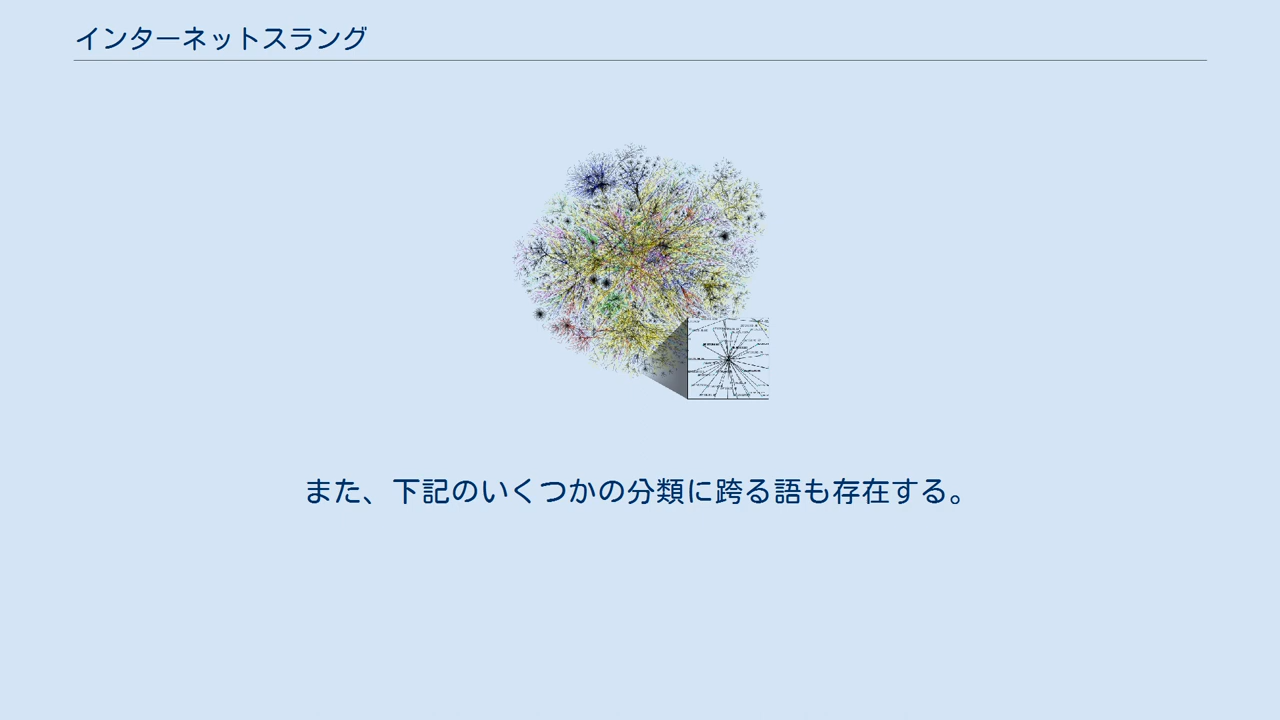 インターネットスラング
また、下記のいくつかの分類に跨る語も存在する。